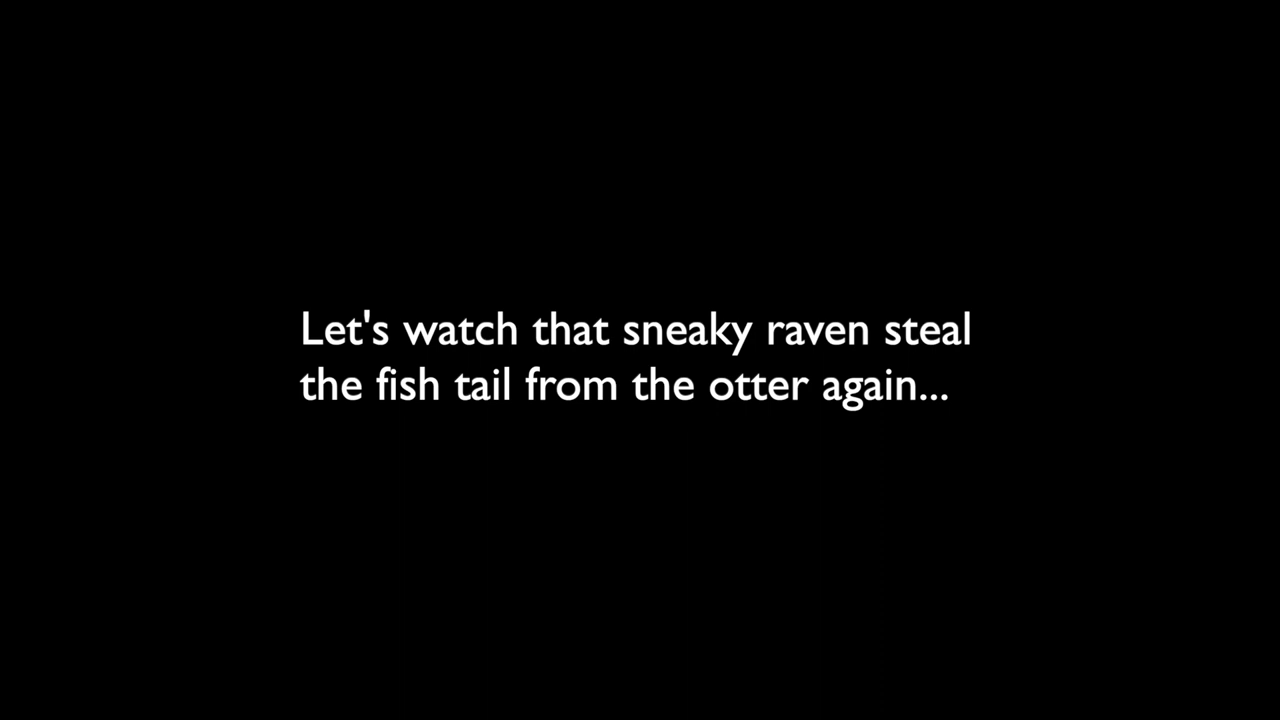 Let's watch that sneaky raven steal
the fish tail from the otter again...